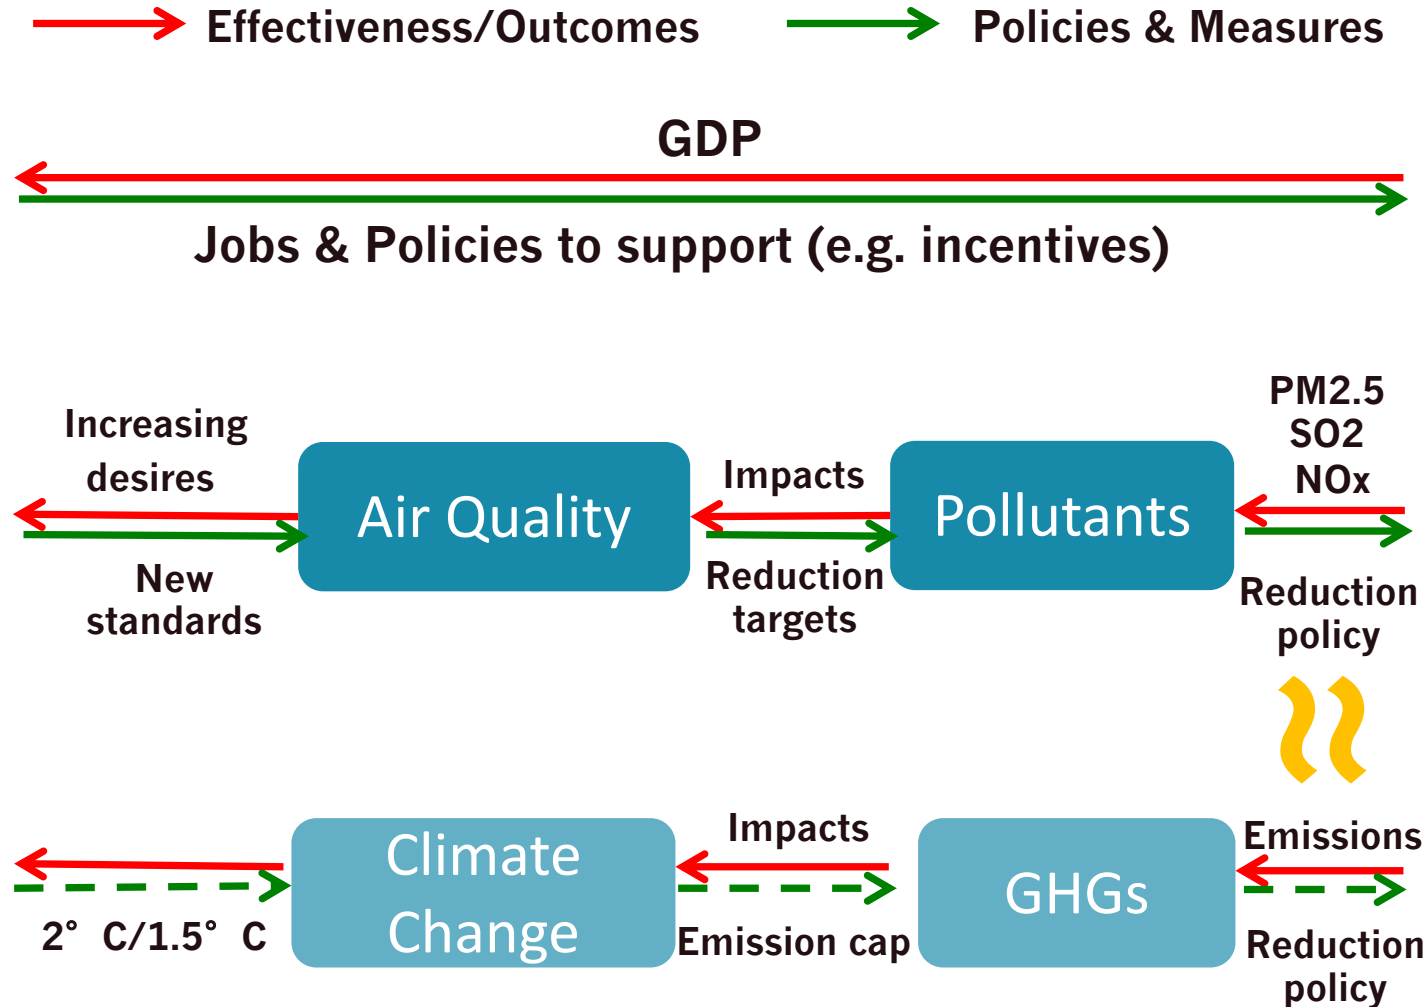 Effectiveness/Outcomes
Policies & Measures
GDP
Jobs & Policies to support (e.g. incentives)
Increasing
desires
New
standards
Air Quality
Impacts
Reduction
targets
Pollutants
PM2.5
SO2
NOx
Reduction
policy
2° C/1.5° C
Climate
Change
Impacts
Emission cap
GHGs
Emissions
Reduction
policy